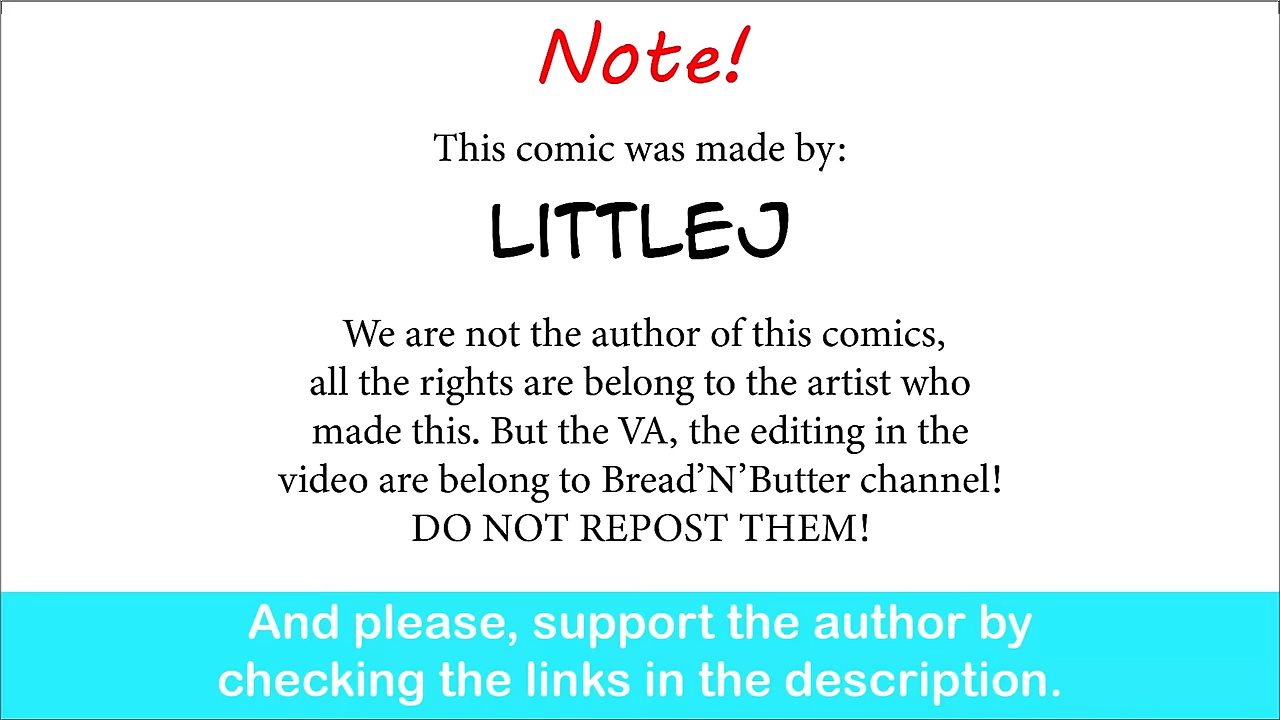 Note!
This comic was made by:
LITTLEJ
We are not the author of this comics,
all the rights are belong to the artist who
made this. But the VA, the editing in the
video are belong to Bread’N’Butter channel!
DO NOT REPOST THEM!
And please, support the author by
checking the links in the description.